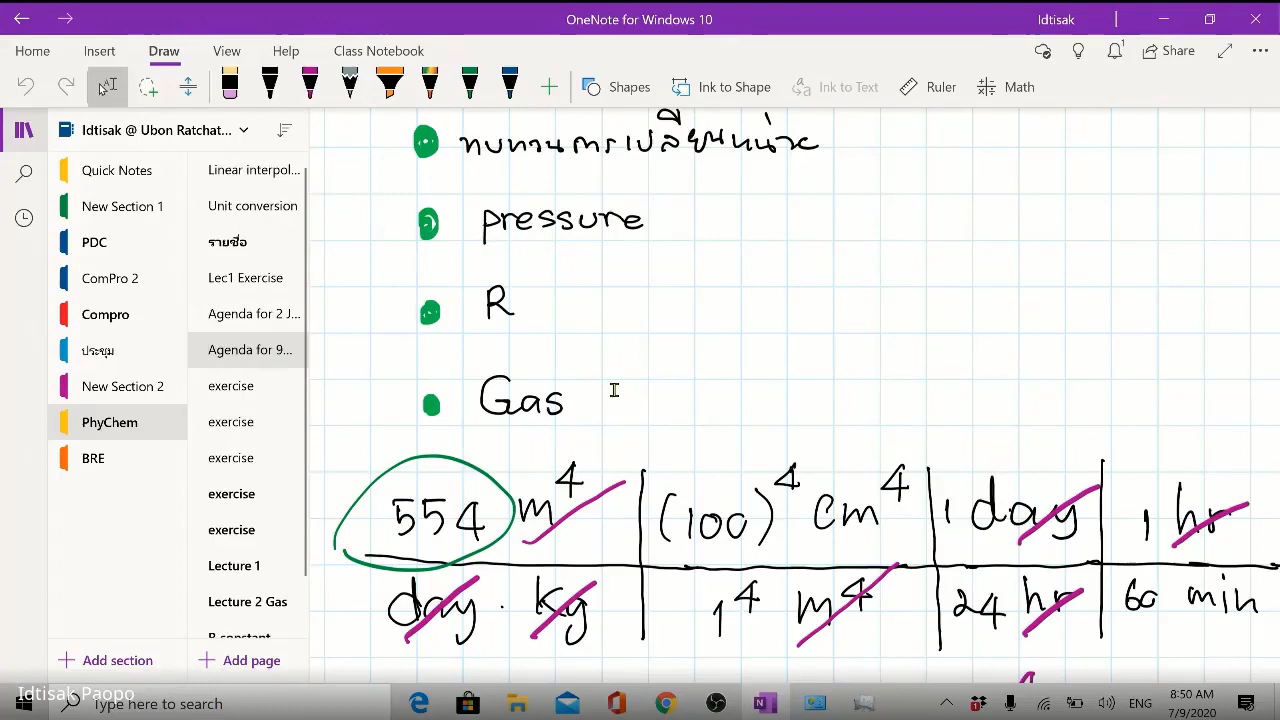 OneNote for Windows 10
Idtisak
Home Insert Draw View Help Class Notebook
Share
Shapes Ink to Shape Ink to Text Ruler Math
Idtisak @ Ubon Ratchat...
Quick Notes
New Section 1
PDC
ComPro 2
Compro
ประชุม
New Section 2
PhyChem
BRE
Add section
Linear interpol...
Unit conversion
รายชื่อ
Lec1 Exercise
Agenda for 2 J...
Agenda for 9...
exercise
exercise
exercise
exercise
exercise
Lecture 1
Lecture 2 Gas
R constant
Add page
ทบทวนการเปลี่ยนหน่วย
pressure
R
Gas
554 m⁴ (100)⁴ cm⁴ 1 day 1 hr
day · kg 1⁴ m⁴ 24 hr 60 min
Idtisak Paopo
Type here to search
8:50 AM
7/9/2020